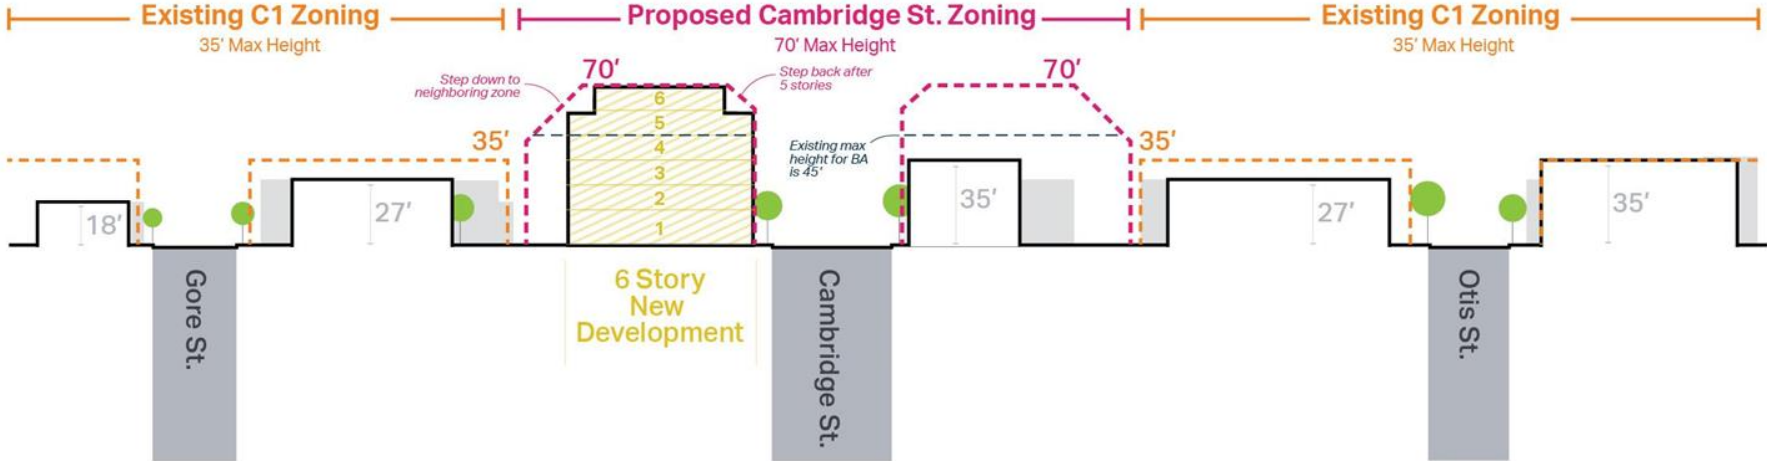 Existing C1 Zoning
35' Max Height
Proposed Cambridge St. Zoning
70' Max Height
Existing C1 Zoning
35' Max Height
Step down to
neighboring zone
70'
Step back after
5 stories
70'
35'
Existing max
height for BA
is 45'
35'
6
5
4
3
2
1
18'
27'
35'
27'
35'
Gore St.
6 Story
New
Development
Cambridge St.
Otis St.